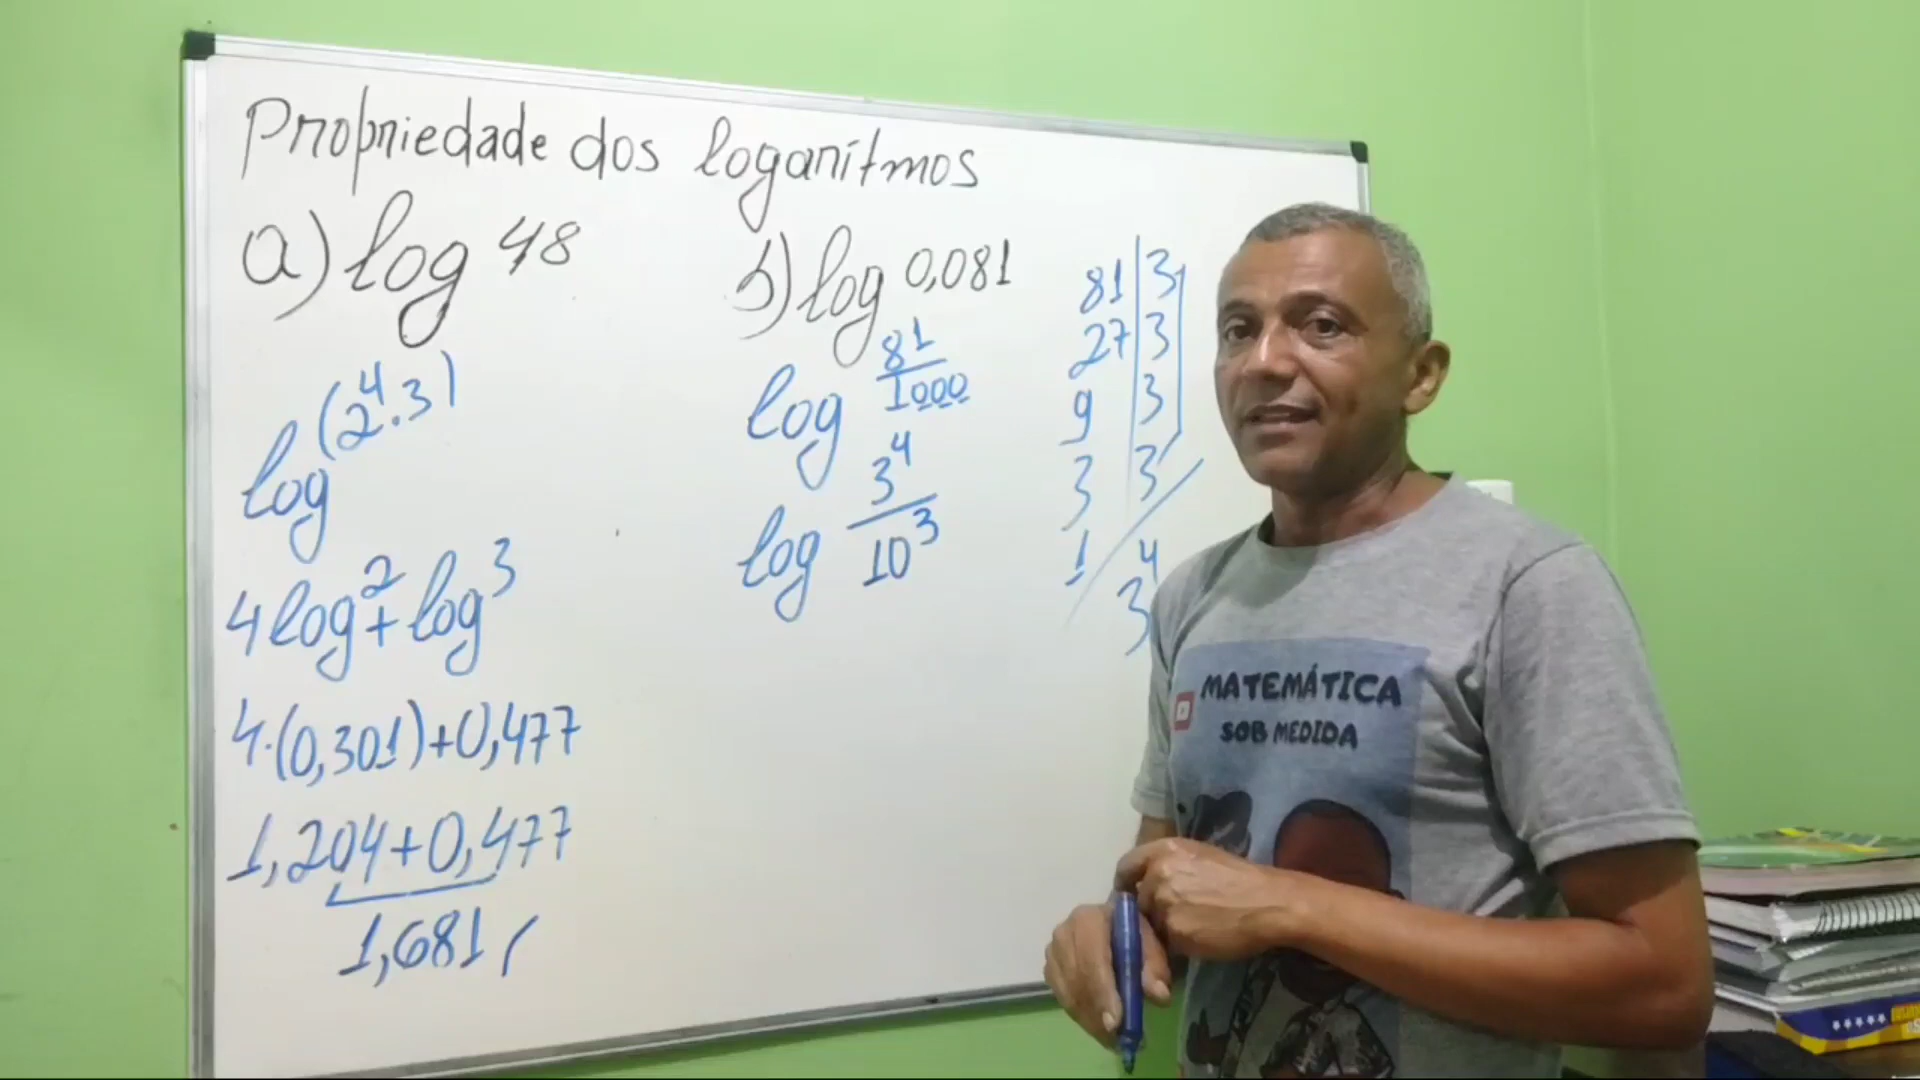 Propriedade dos logarítmos
a) log 48
log (2⁴.3)
4 log 2 + log 3
4.(0,301)+0,477
1,204+0,477
1,681
b) log 0,081
log 81/1000
log 3⁴/10³
81|3
27|3
9|3
3|3
1
3⁴
MATEMÁTICA
SOB MEDIDA